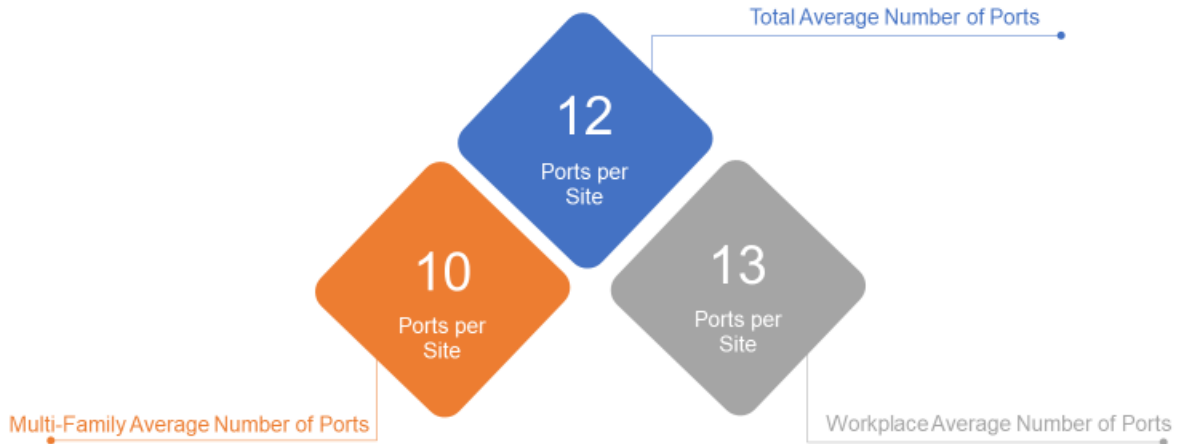 Total Average Number of Ports
12
Ports per
Site
10
Ports per
Site
13
Ports per
Site
Multi-Family Average Number of Ports
Workplace Average Number of Ports